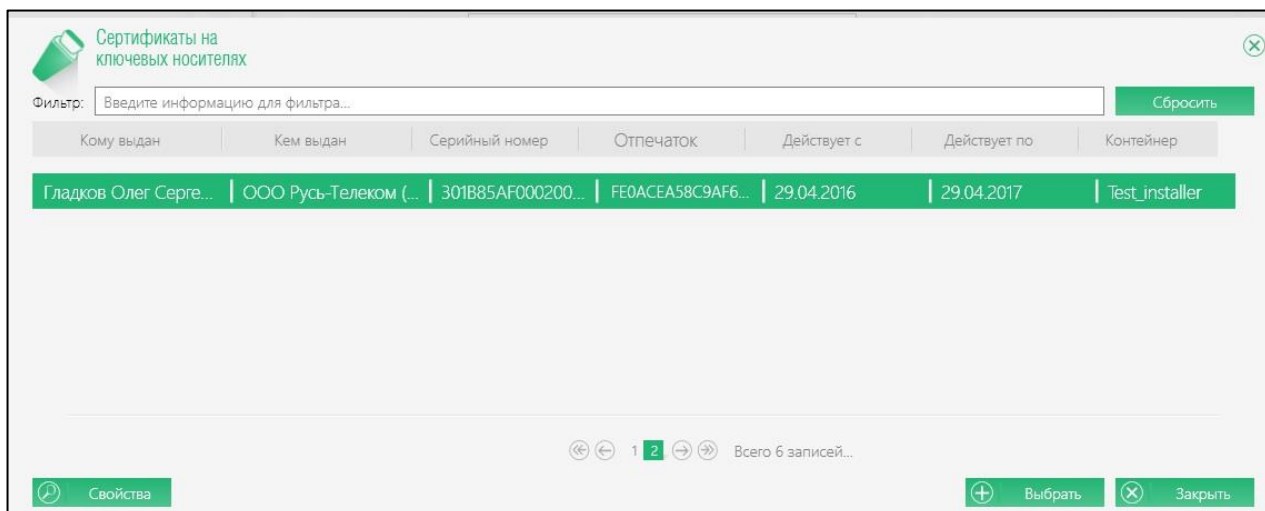 Сертификаты на
ключевых носителях
Фильтр: Введите информацию для фильтра... Сбросить
Кому выдан Кем выдан Серийный номер Отпечаток Действует с Действует по Контейнер
Гладков Олег Серге... ООО Русь-Телеком (... 301B85AF000200... FE0ACEA58C9AF6... 29.04.2016 29.04.2017 Test_installer
1 2 Всего 6 записей...
Свойства Выбрать Закрыть